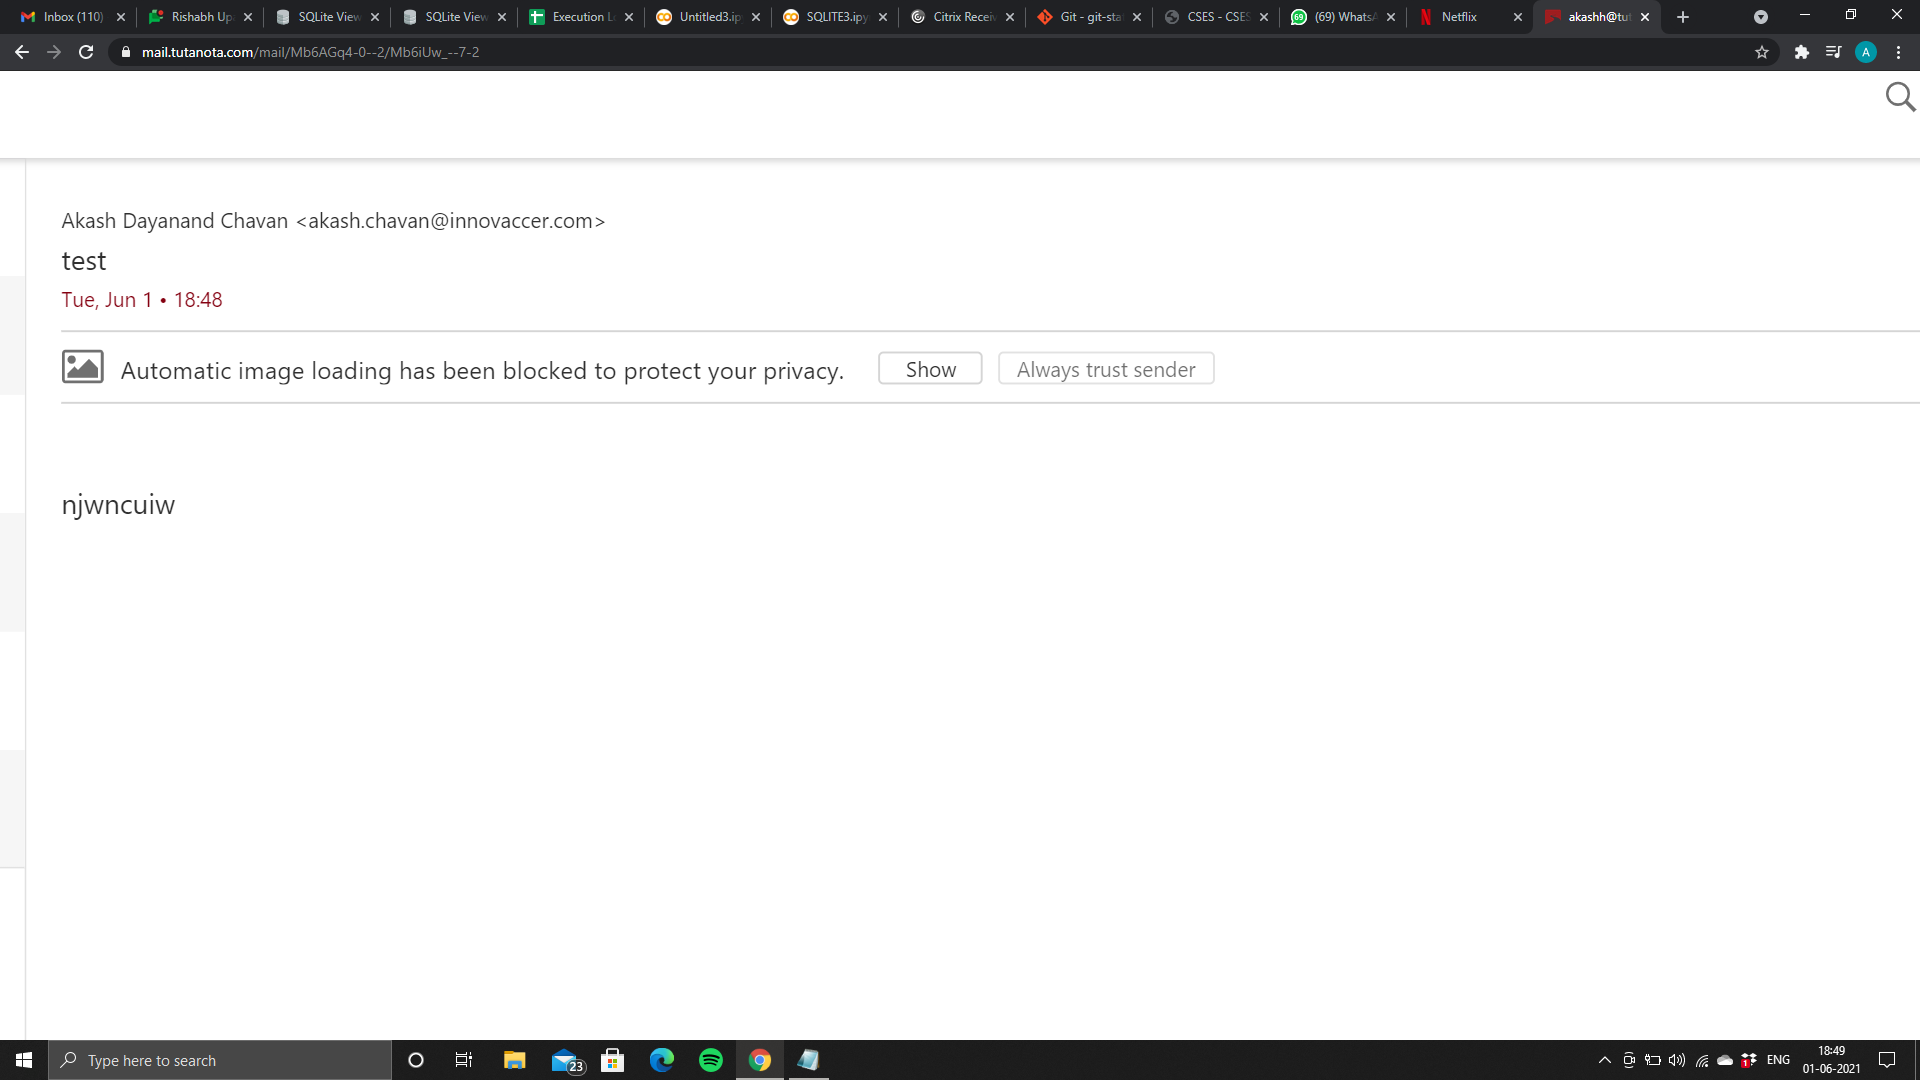 Inbox (110)
Rishabh Up
SQLite View
SQLite View
Execution L
Untitled3.ip
SQLITE3.ipy
Citrix Receiv
Git - git-sta
CSES - CSES
(69) WhatsA
Netflix
akashh@tut
mail.tutanota.com/mail/Mb6AGq4-0--2/Mb6iUw_--7-2
A
Akash Dayanand Chavan <akash.chavan@innovaccer.com>
test
Tue, Jun 1 • 18:48
Automatic image loading has been blocked to protect your privacy.
Show
Always trust sender
njwncuiw
Type here to search
23
ENG
18:49
01-06-2021